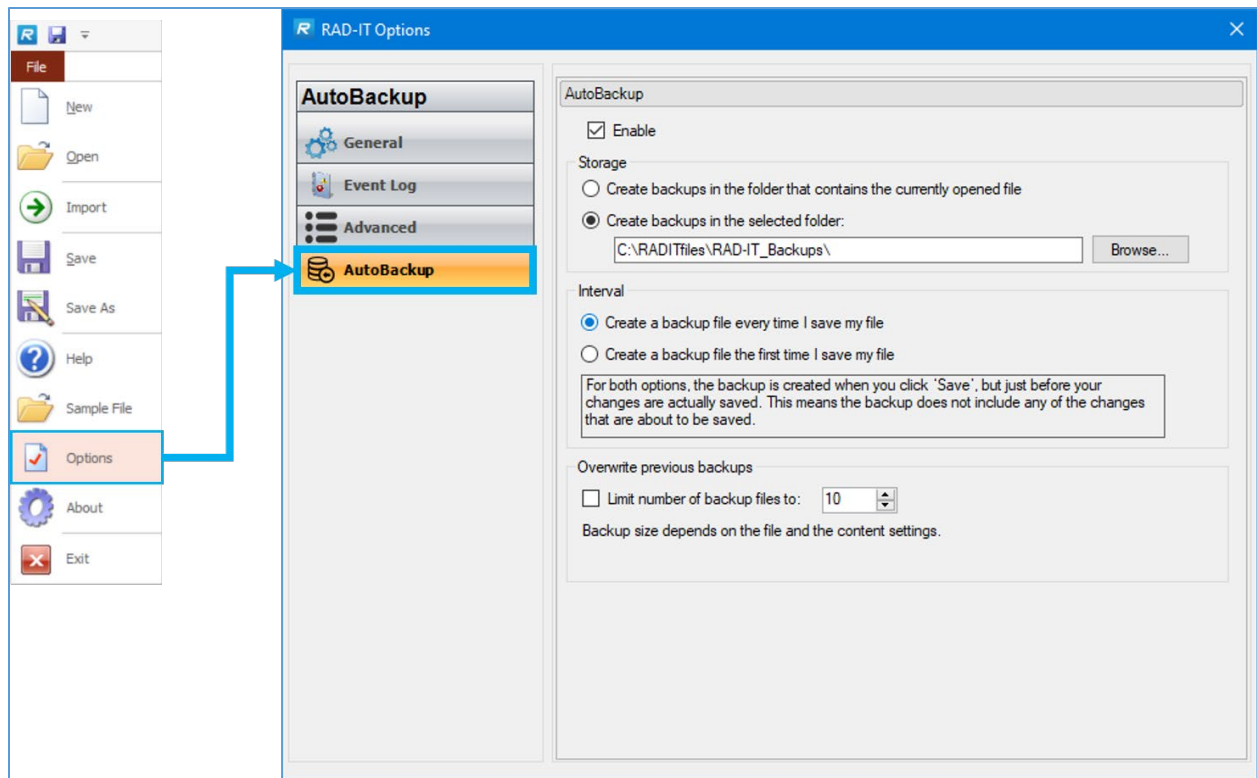 File
New
Open
Import
Save
Save As
Help
Sample File
Options
About
Exit
RAD-IT Options
AutoBackup
General
Event Log
Advanced
AutoBackup
AutoBackup
Enable
Storage
Create backups in the folder that contains the currently opened file
Create backups in the selected folder:
C:\RADITfiles\RAD-IT_Backups\ Browse...
Interval
Create a backup file every time I save my file
Create a backup file the first time I save my file
For both options, the backup is created when you click 'Save', but just before your
changes are actually saved. This means the backup does not include any of the changes
that are about to be saved.
Overwrite previous backups
Limit number of backup files to: 10
Backup size depends on the file and the content settings.